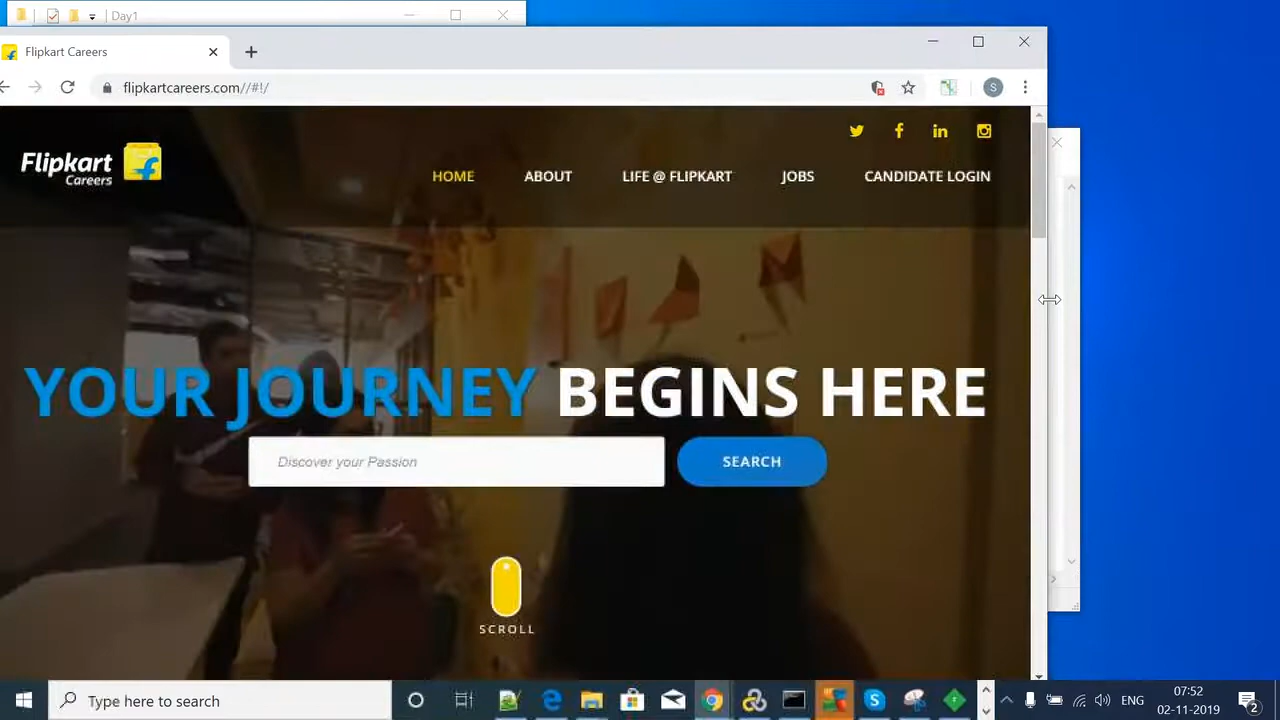 Day1
Flipkart Careers
flipkartcareers.com//#!/
S
Flipkart
Careers
HOME ABOUT LIFE @ FLIPKART JOBS CANDIDATE LOGIN
YOUR JOURNEY BEGINS HERE
Discover your Passion SEARCH
SCROLL
Type here to search
ENG
07:52
02-11-2019
2